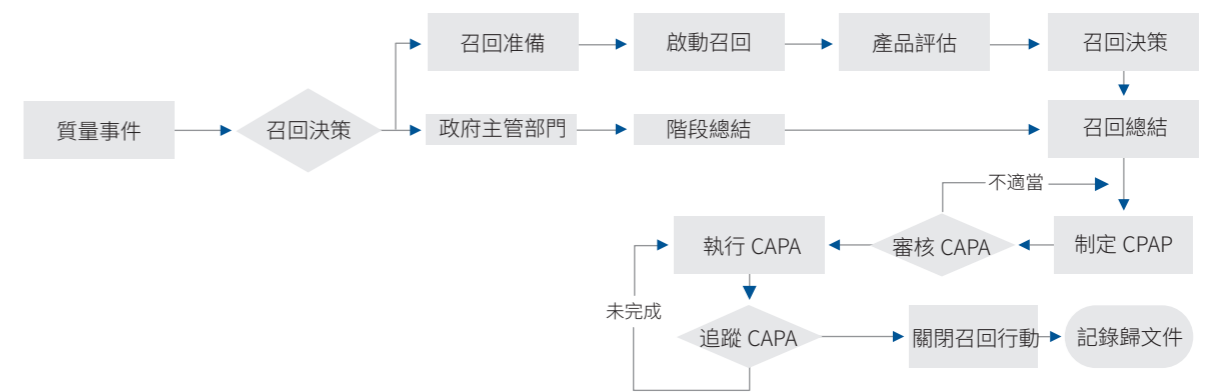 召回准備
啟動召回
產品評估
召回決策
質量事件
召回決策
政府主管部門
階段總結
召回總結
不適當
執行 CAPA
審核 CAPA
制定 CPAP
未完成
追蹤 CAPA
關閉召回行動
記錄歸文件